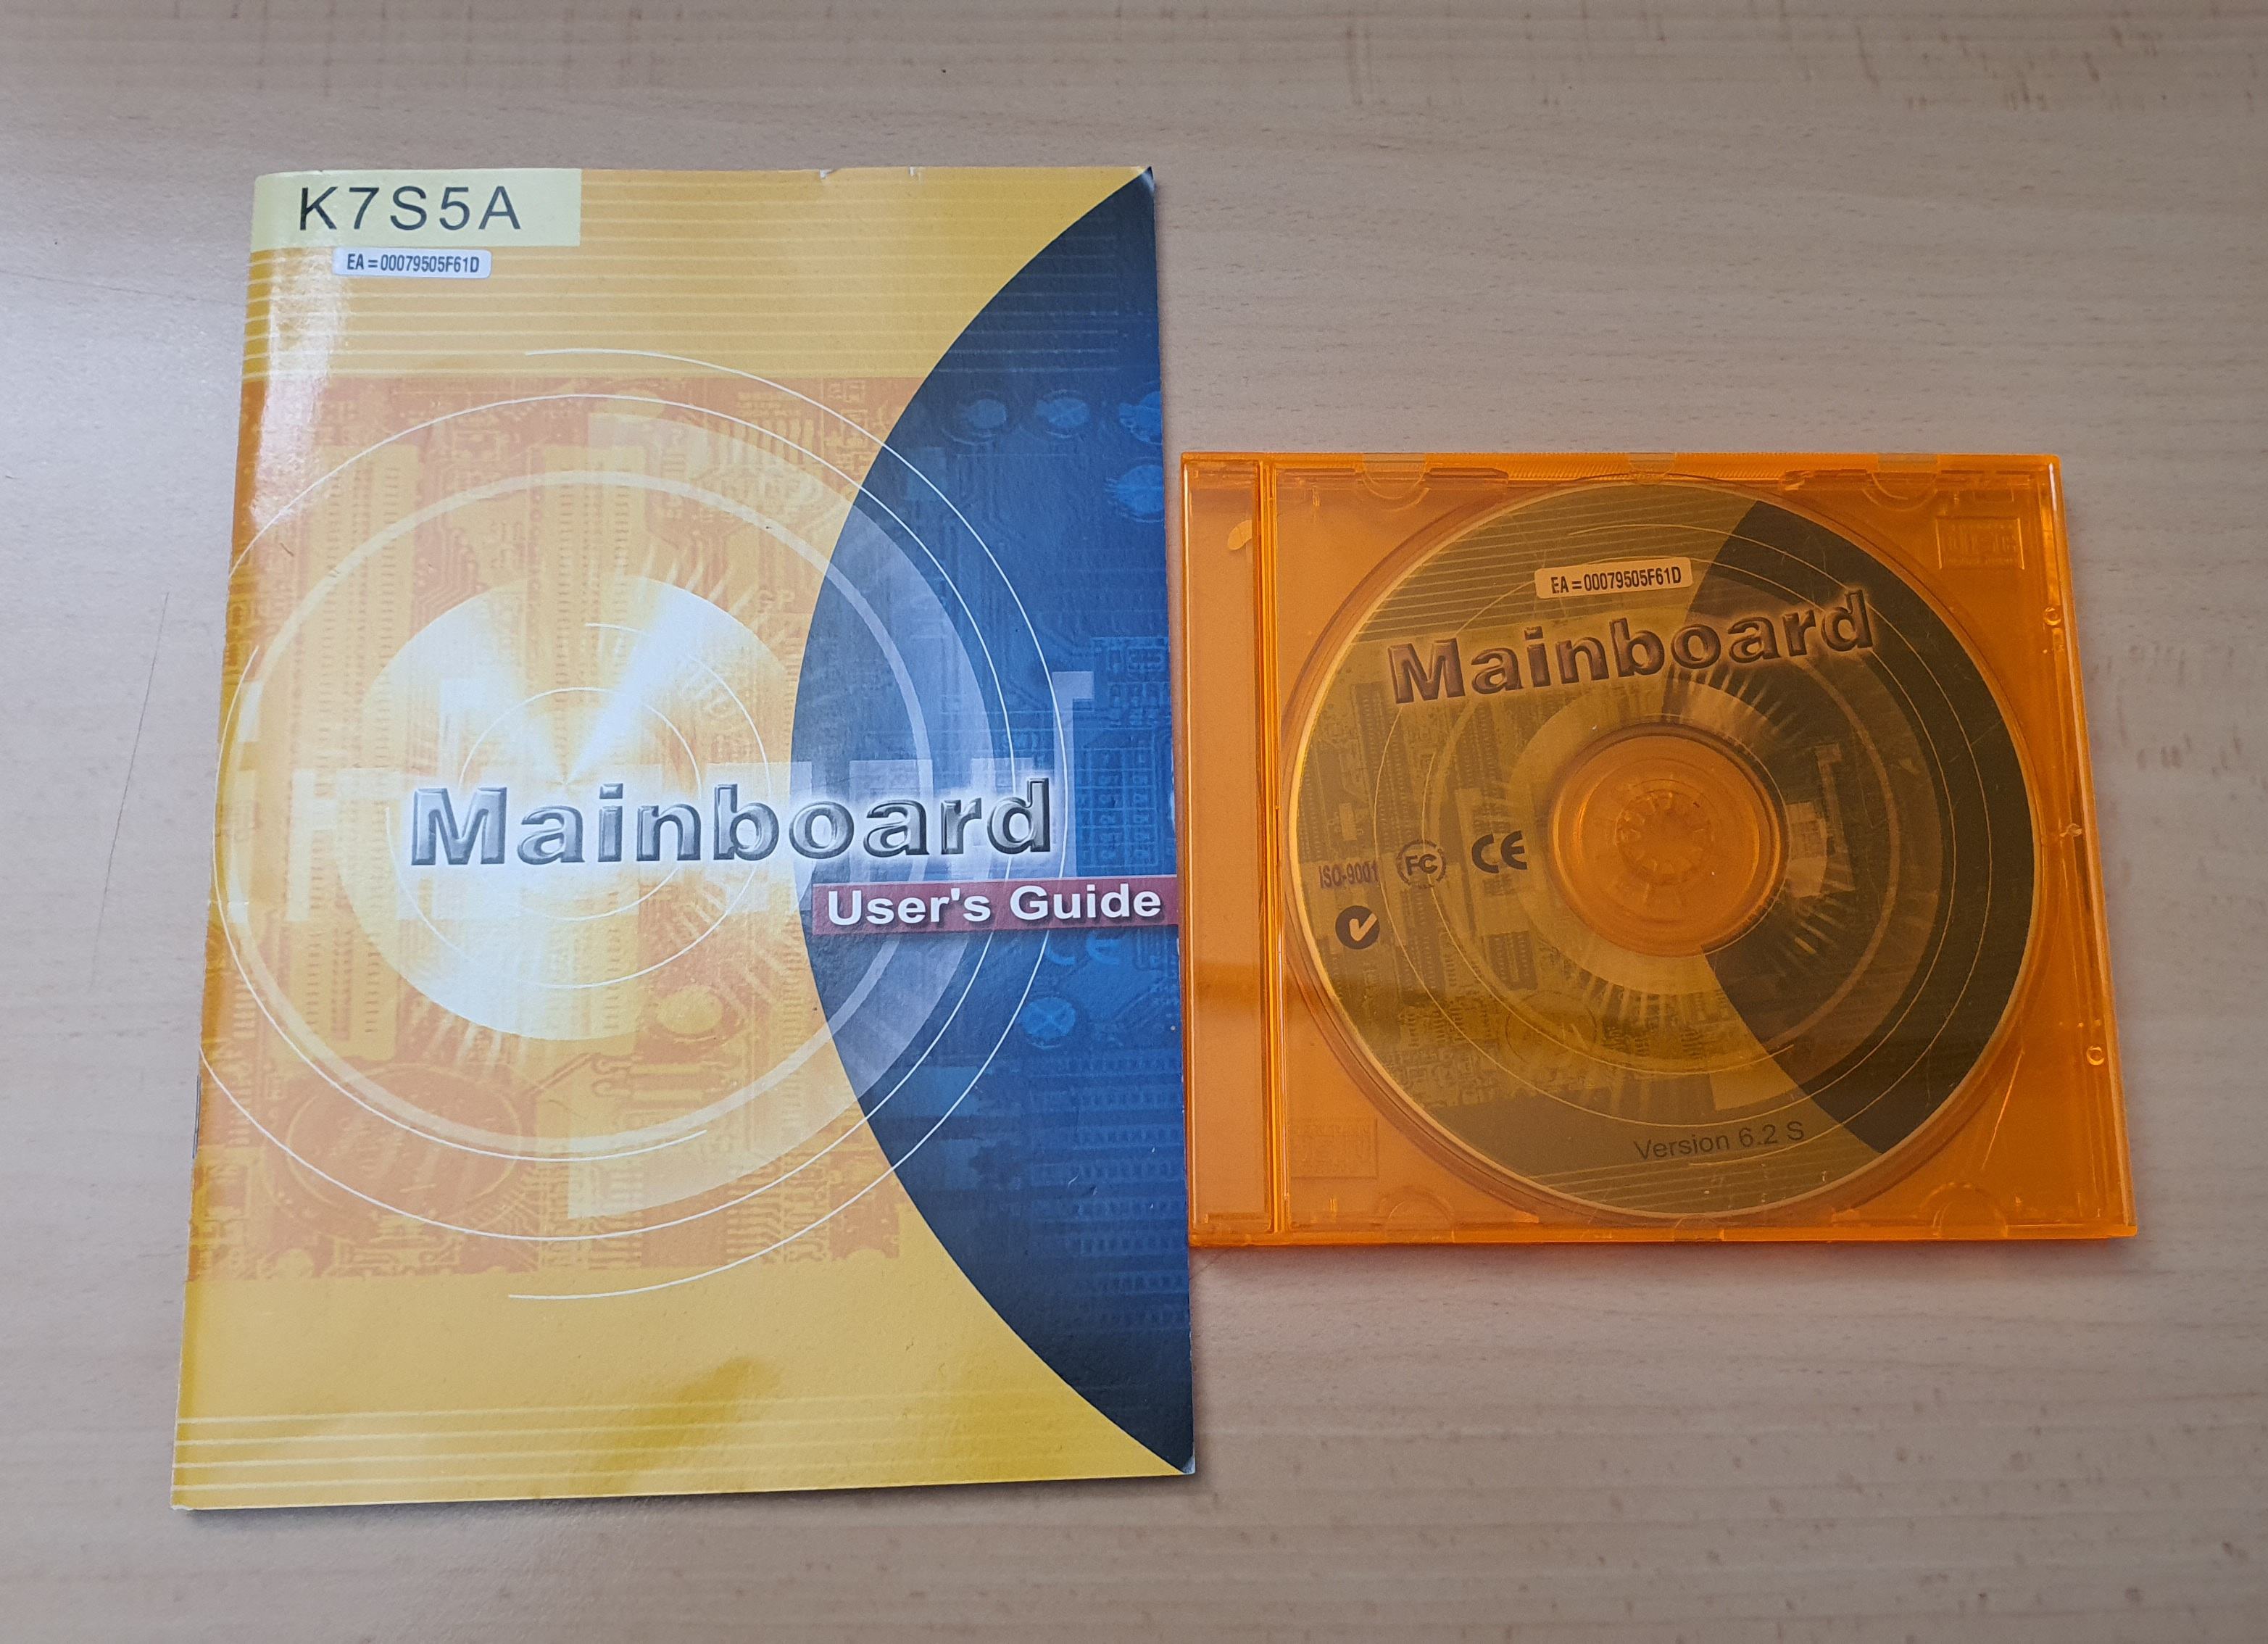 K7S5A
EA=00079505F61D
Mainboard
User's Guide
EA=00079505F61D
Mainboard
ISO-9001
FC
CE
Version 6.2 S